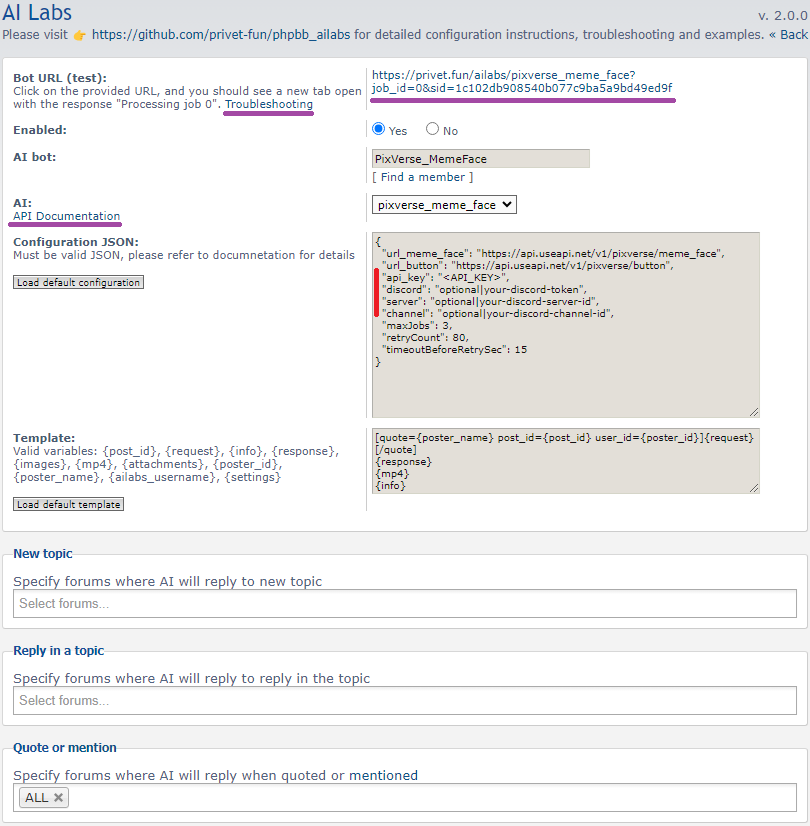 AI Labs
v. 2.0.0
Please visit 👉 https://github.com/privet-fun/phpbb_ailabs for detailed configuration instructions, troubleshooting and examples. « Back
Bot URL (test):
Click on the provided URL, and you should see a new tab open
with the response "Processing job 0". Troubleshooting
https://privet.fun/ailabs/pixverse_meme_face?
job_id=0&sid=1c102db908540b077c9ba5a9bd49ed9f
Enabled:
Yes No
AI bot:
PixVerse_MemeFace
[ Find a member ]
AI:
API Documentation
pixverse_meme_face
Configuration JSON:
Must be valid JSON, please refer to documnetation for details
Load default configuration
{
"url_meme_face": "https://api.useapi.net/v1/pixverse/meme_face",
"url_button": "https://api.useapi.net/v1/pixverse/button",
"api_key": "<API_KEY>",
"discord": "optional|your-discord-token",
"server": "optional|your-discord-server-id",
"channel": "optional|your-discord-channel-id",
"maxJobs": 3,
"retryCount": 80,
"timeoutBeforeRetrySec": 15
}
Template:
Valid variables: {post_id}, {request}, {info}, {response},
{images}, {mp4}, {attachments}, {poster_id},
{poster_name}, {ailabs_username}, {settings}
Load default template
[quote={poster_name} post_id={post_id} user_id={poster_id}]{request}
[/quote]
{response}
{mp4}
{info}
New topic
Specify forums where AI will reply to new topic
Select forums...
Reply in a topic
Specify forums where AI will reply to reply in the topic
Select forums...
Quote or mention
Specify forums where AI will reply when quoted or mentioned
ALL ✖